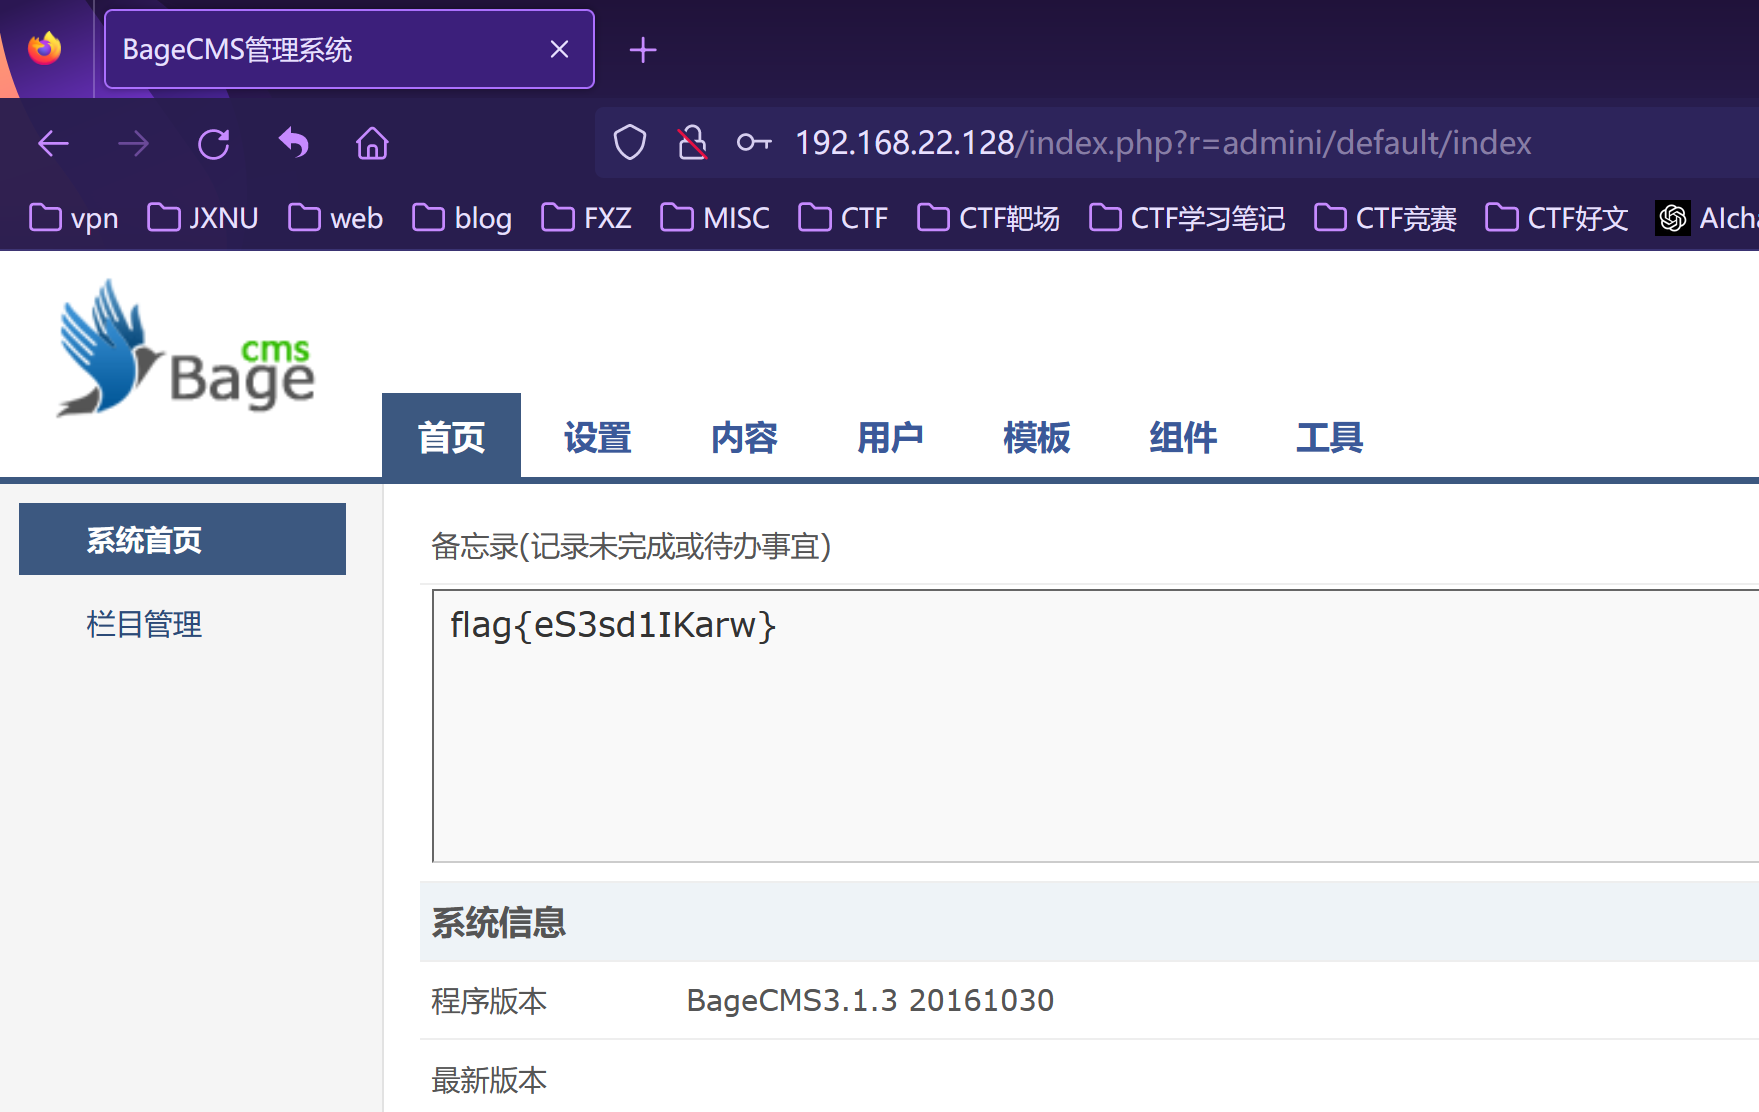 BageCMS管理系统
192.168.22.128/index.php?r=admini/default/index
vpn JXNU web blog FXZ MISC CTF CTF靶场 CTF学习笔记 CTF竞赛 CTF好文
Bage cms
首页 设置 内容 用户 模板 组件 工具
系统首页
栏目管理
备忘录(记录未完成或待办事宜)
flag{eS3sd1IKarw}
系统信息
程序版本 BageCMS3.1.3 20161030
最新版本